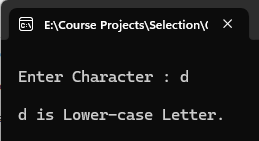 E:\Course Projects\Selection\
Enter Character : d
d is Lower-case Letter.